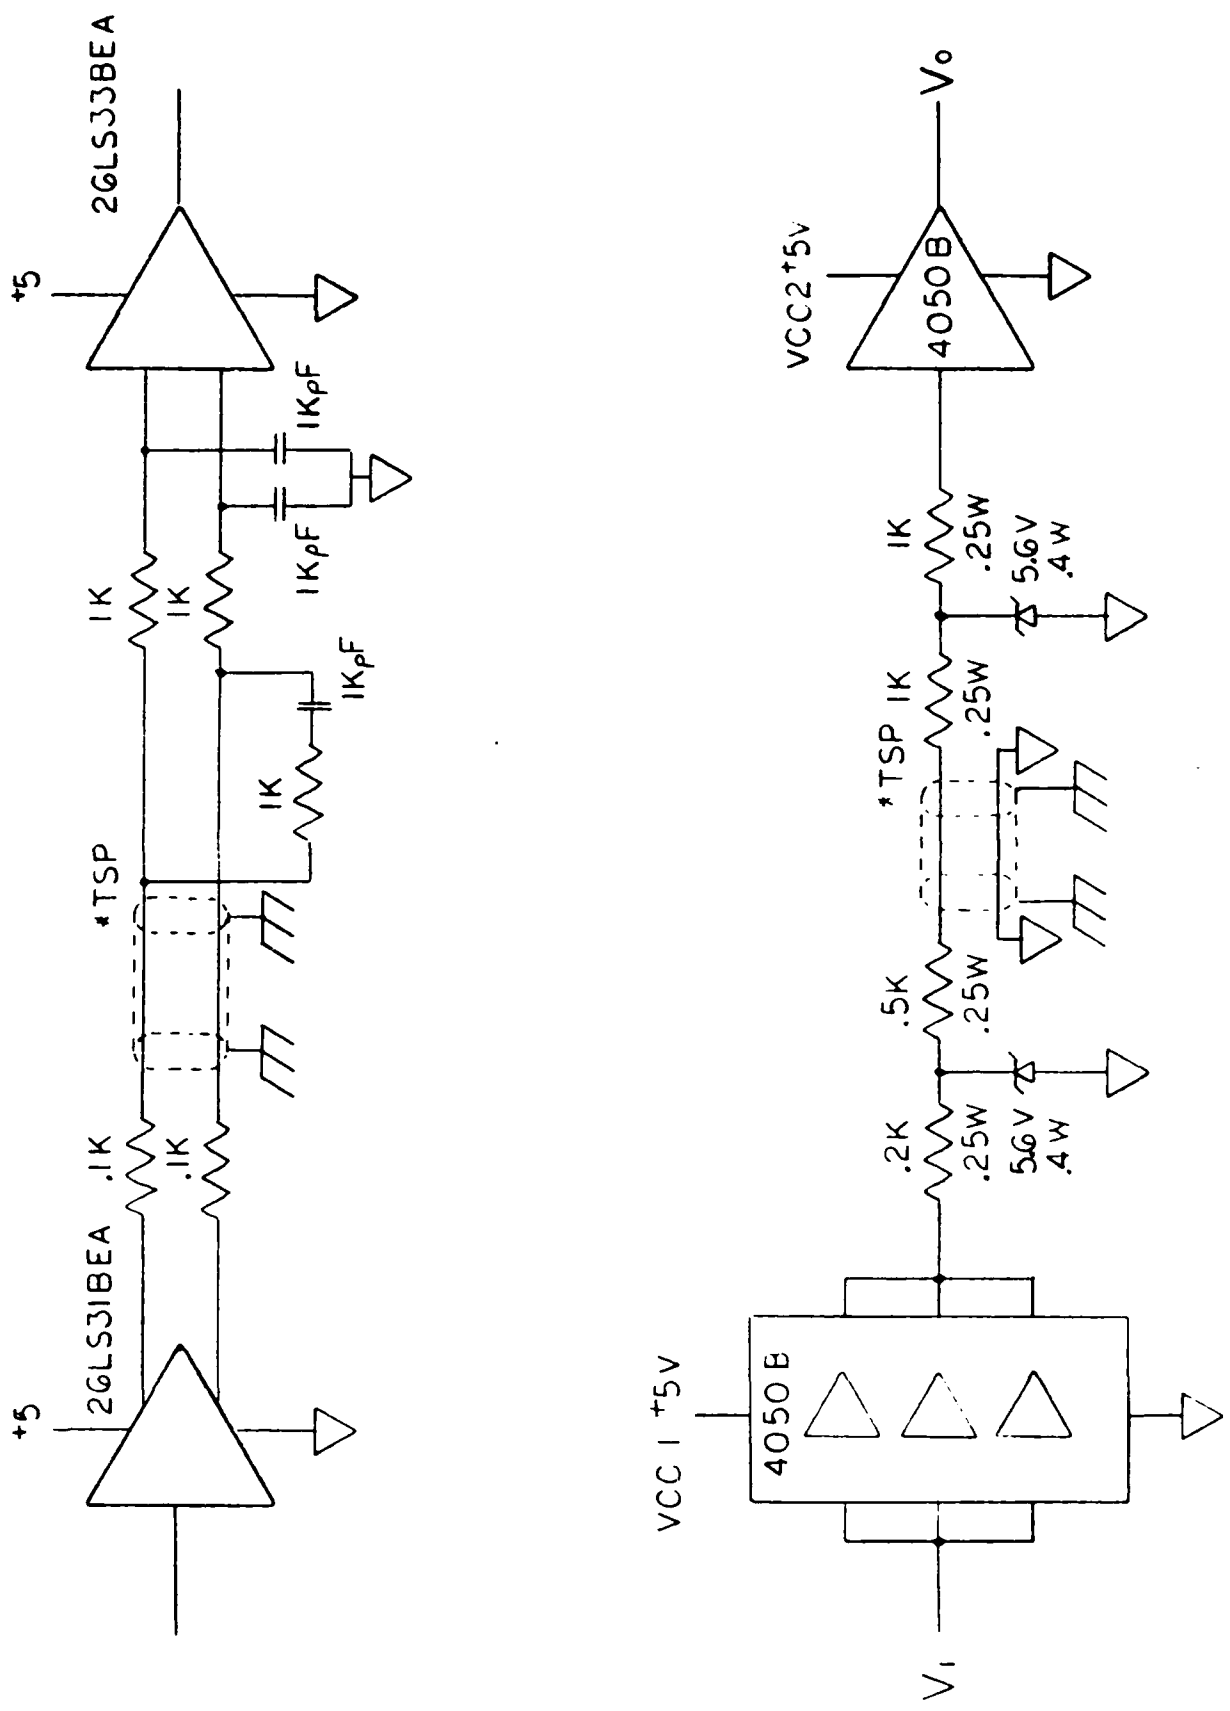 +5
26LS31BEA
.1K
.1K
*TSP
1K
1KpF
1K
1K
1KpF
1KpF
+5
26LS33BEA
V1
VCC 1 +5V
4050B
.2K
.25W
5.6V
.4W
.5K
.25W
*TSP
1K
.25W
5.6V
.4W
1K
.25W
VCC2 +5V
4050B
Vo